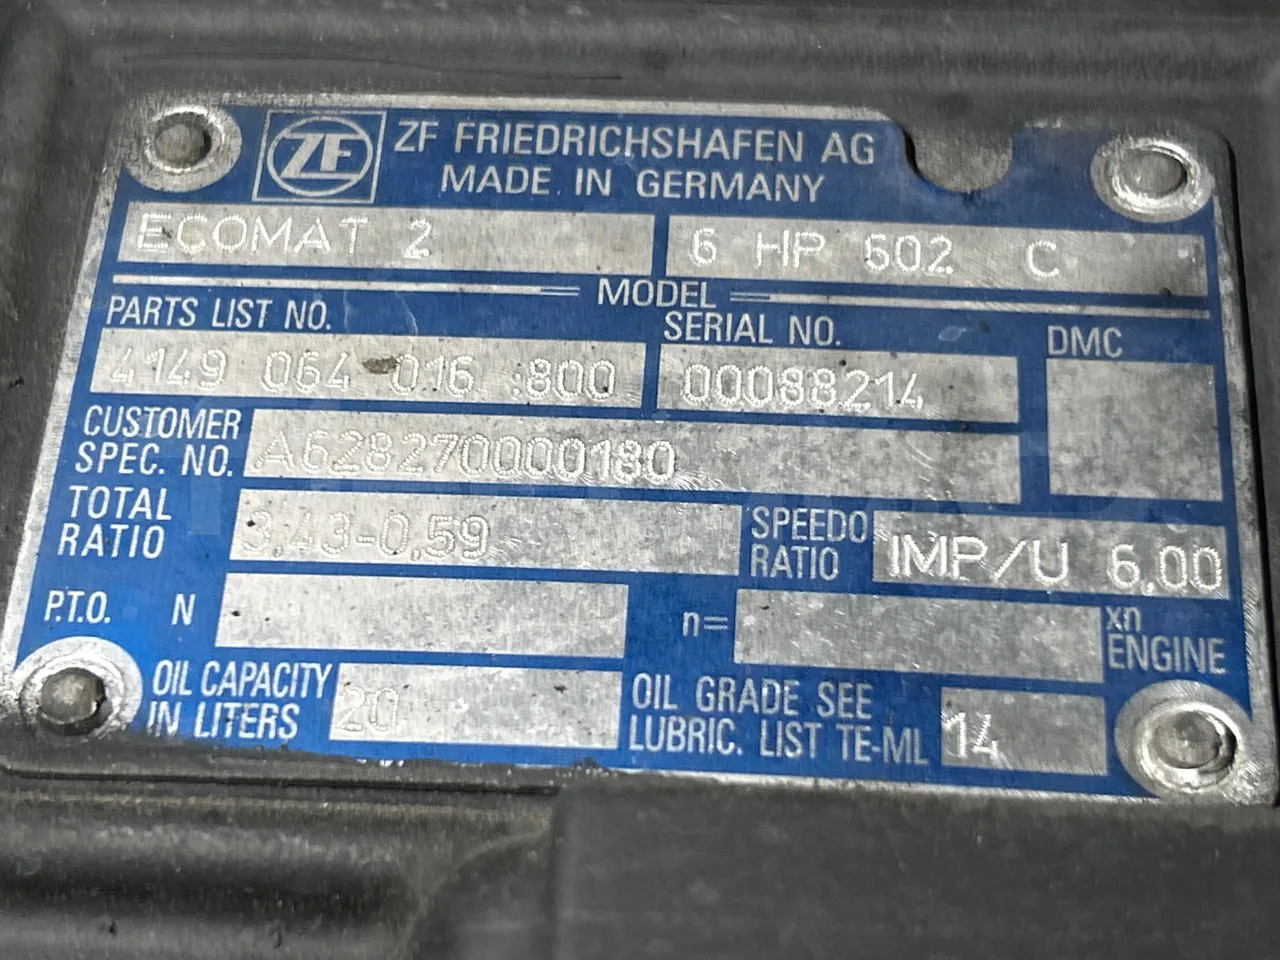 ZF ZF FRIEDRICHSHAFEN AG
MADE IN GERMANY
ECOMAT 2 6 HP 602 C
MODEL
PARTS LIST NO. SERIAL NO. DMC
4149 064 016 :800 00088214
CUSTOMER SPEC. NO. A628270000180
TOTAL RATIO 3,43-0,59 SPEEDO RATIO IMP/U 6,00
P.T.O. N n= xn ENGINE
OIL CAPACITY IN LITERS 20 OIL GRADE SEE LUBRIC. LIST TE-ML 14